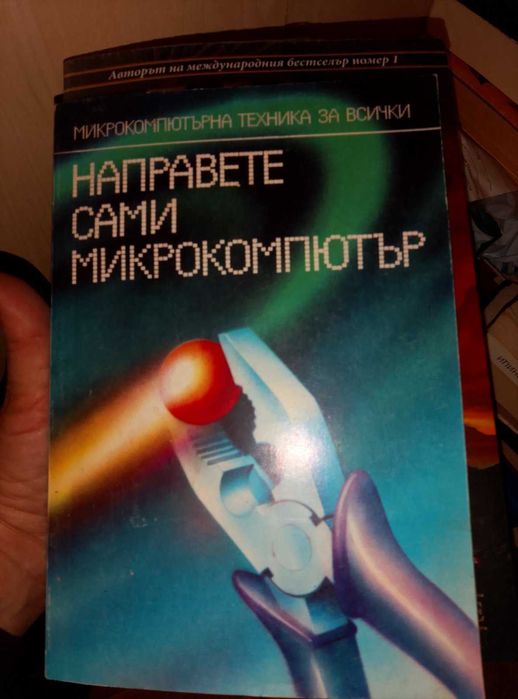 Авторът на международния бестселър номер 1
МИКРОКОМПЮТЪРНА ТЕХНИКА ЗА ВСИЧКИ
НАПРАВЕТЕ
САМИ
МИКРОКОМПЮТЪР